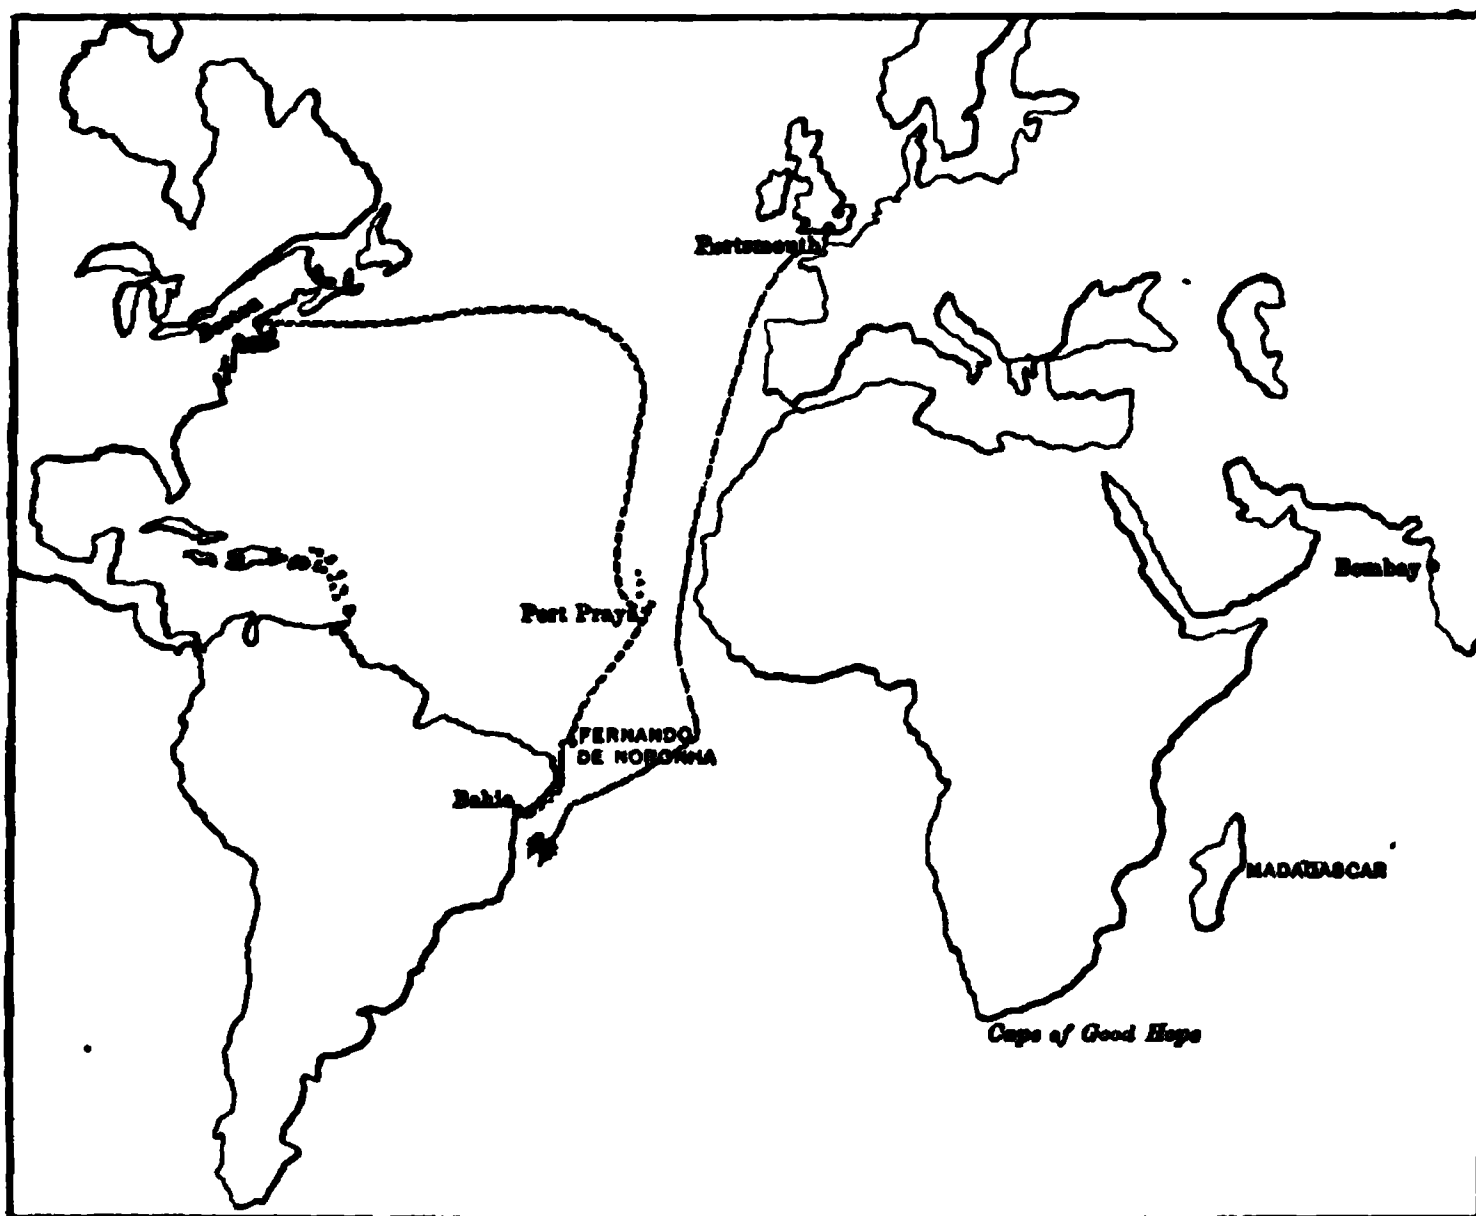 Portsmouth
Bombay
Port Praya
FERNANDO
DE NORONHA
Bahia
MADAGASCAR
Cape of Good Hope